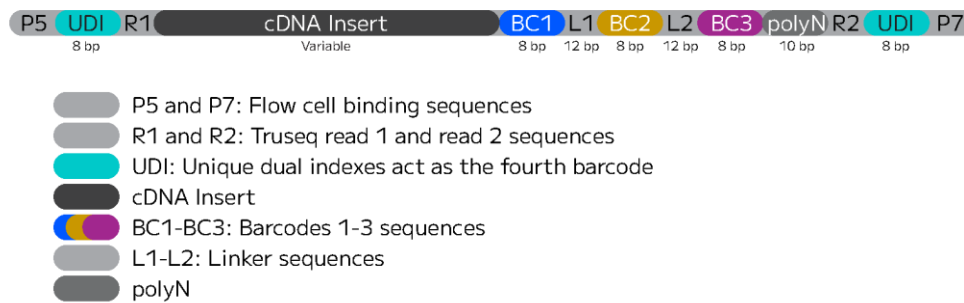 P5 UDI R1 cDNA Insert BC1 L1 BC2 L2 BC3 polyN R2 UDI P7
8 bp Variable 8 bp 12 bp 8 bp 12 bp 8 bp 10 bp 8 bp
P5 and P7: Flow cell binding sequences
R1 and R2: Truseq read 1 and read 2 sequences
UDI: Unique dual indexes act as the fourth barcode
cDNA Insert
BC1-BC3: Barcodes 1-3 sequences
L1-L2: Linker sequences
polyN